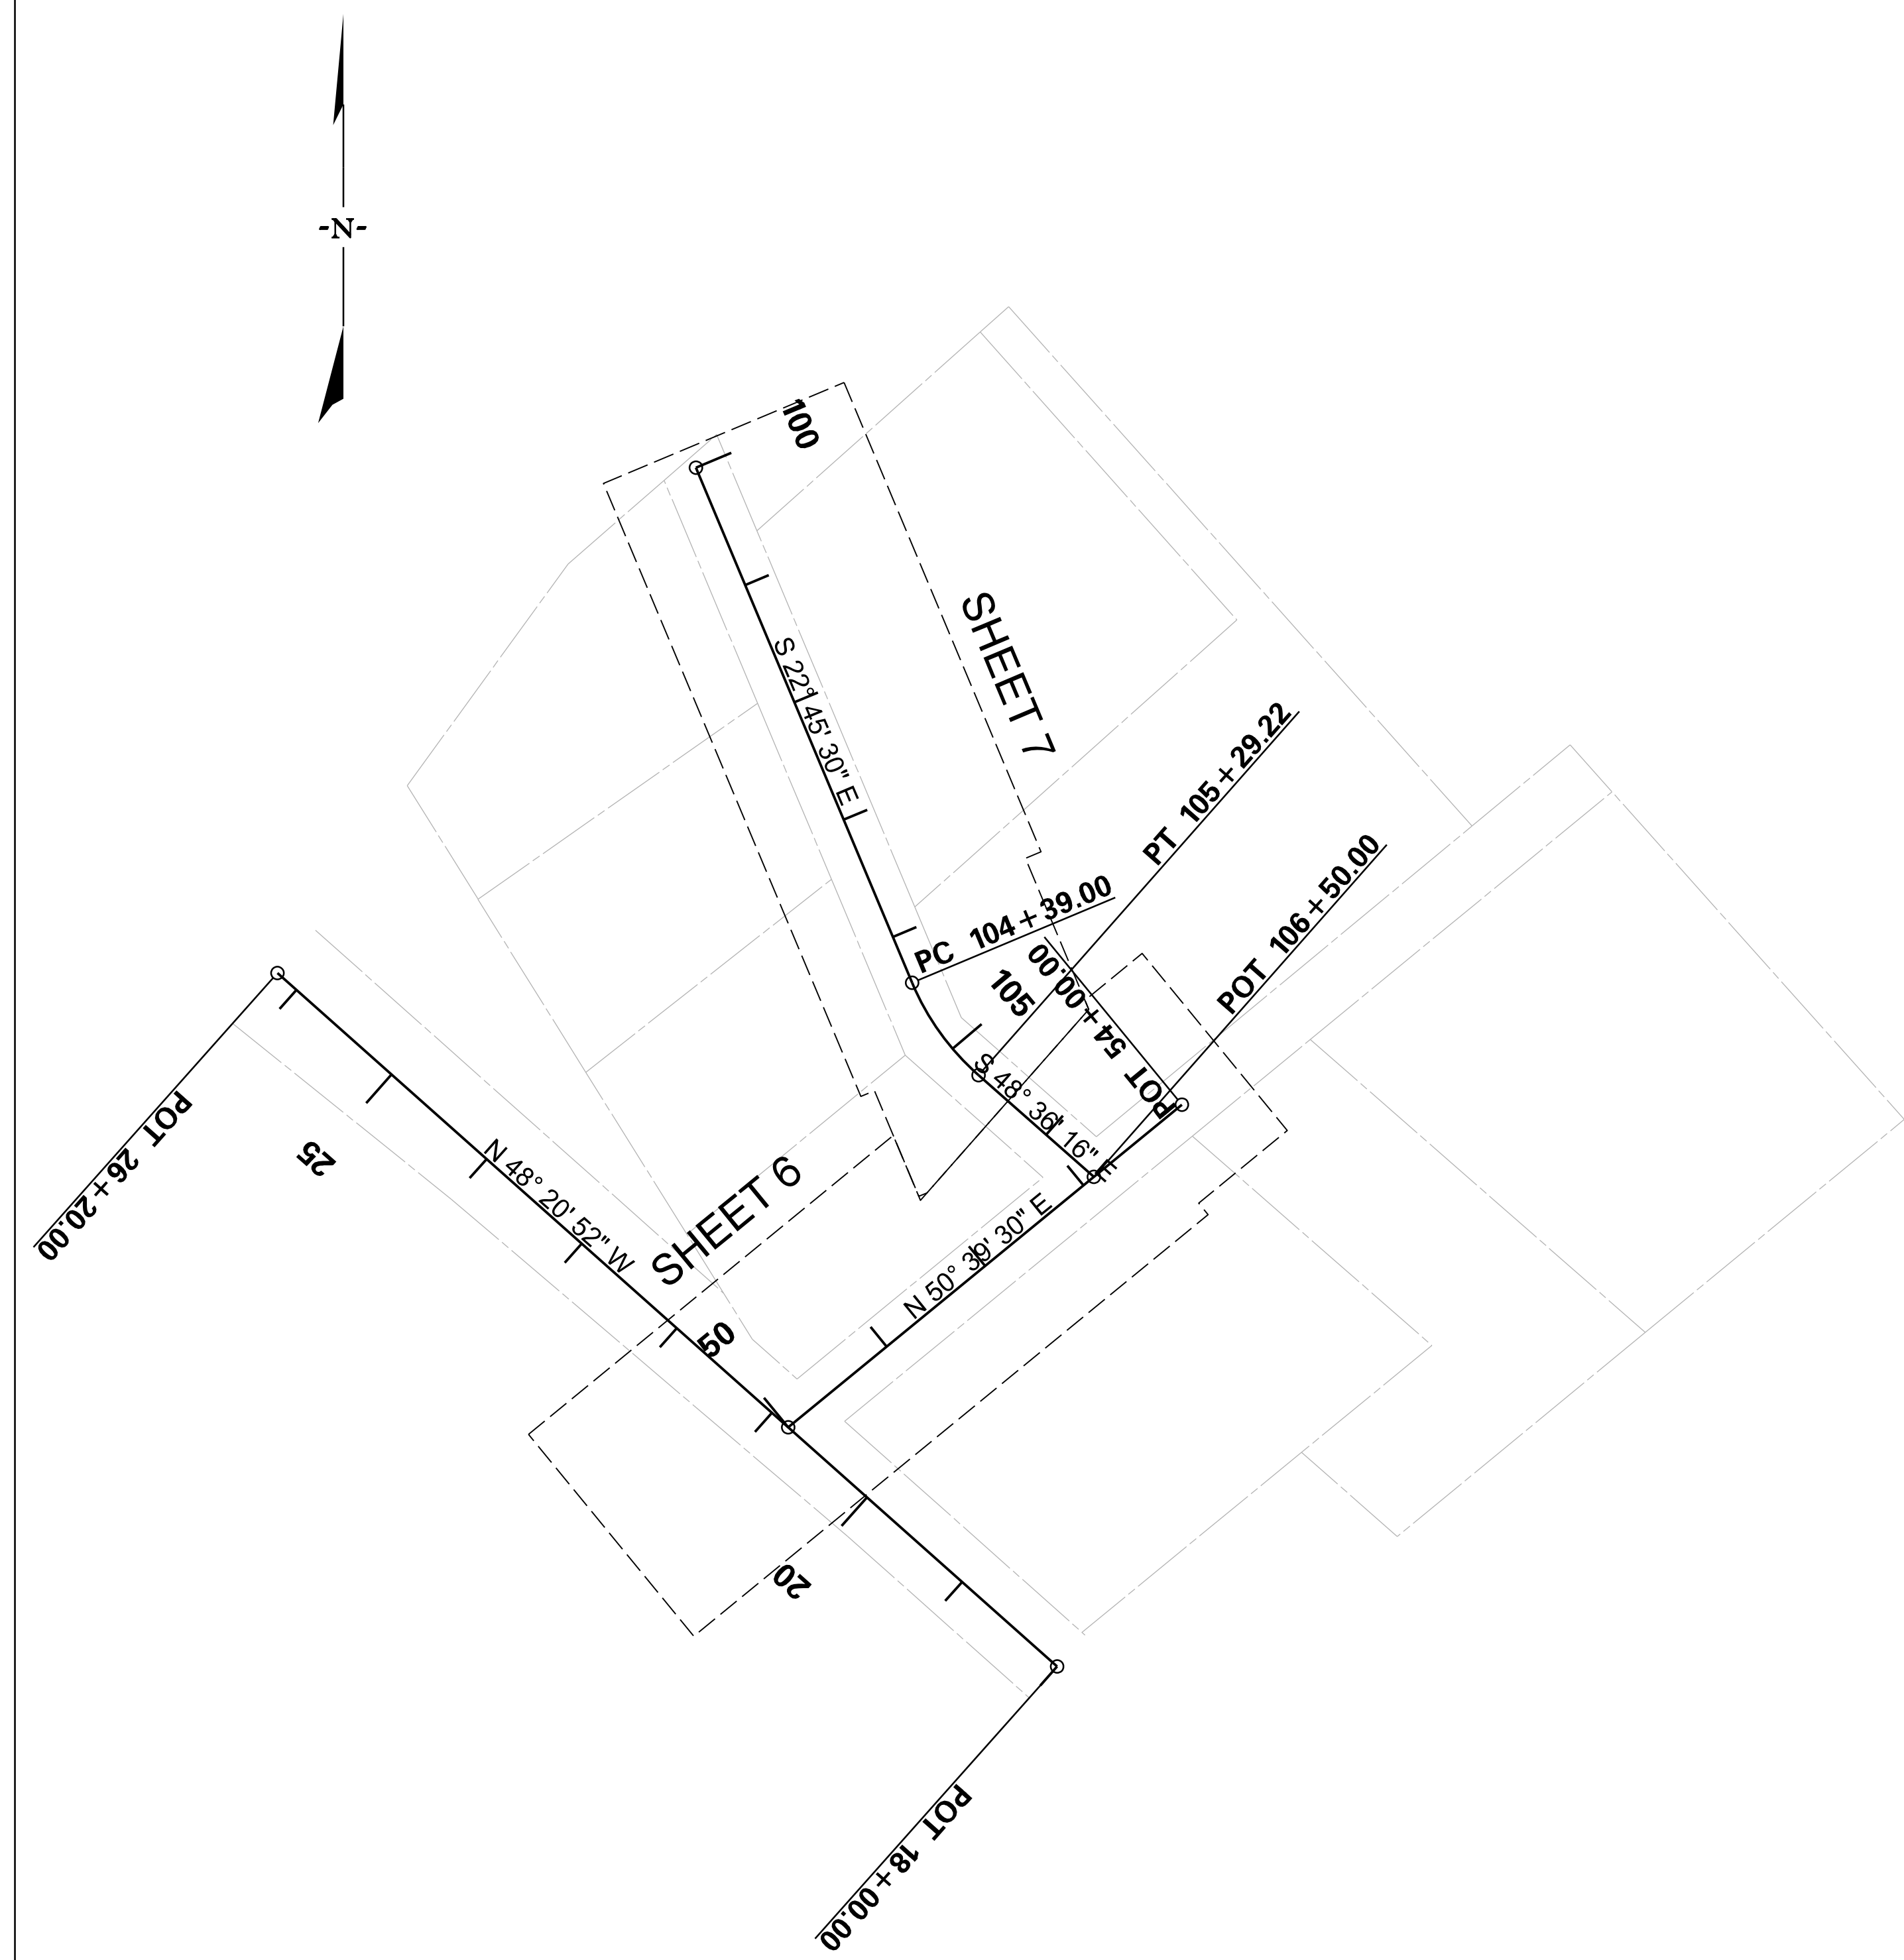 -N-
100
SHEET 7
S 22° 45' 30" E
PT 105 + 29.22
POT 106 + 50.00
PC 104 + 39.00
105
POT 54 + 00.00
S 48° 36' 16" E
POT 26 + 20.00
25
N 48° 20' 52" W
SHEET 6
N 50° 39' 30" E
50
20
POT 18 + 00.00